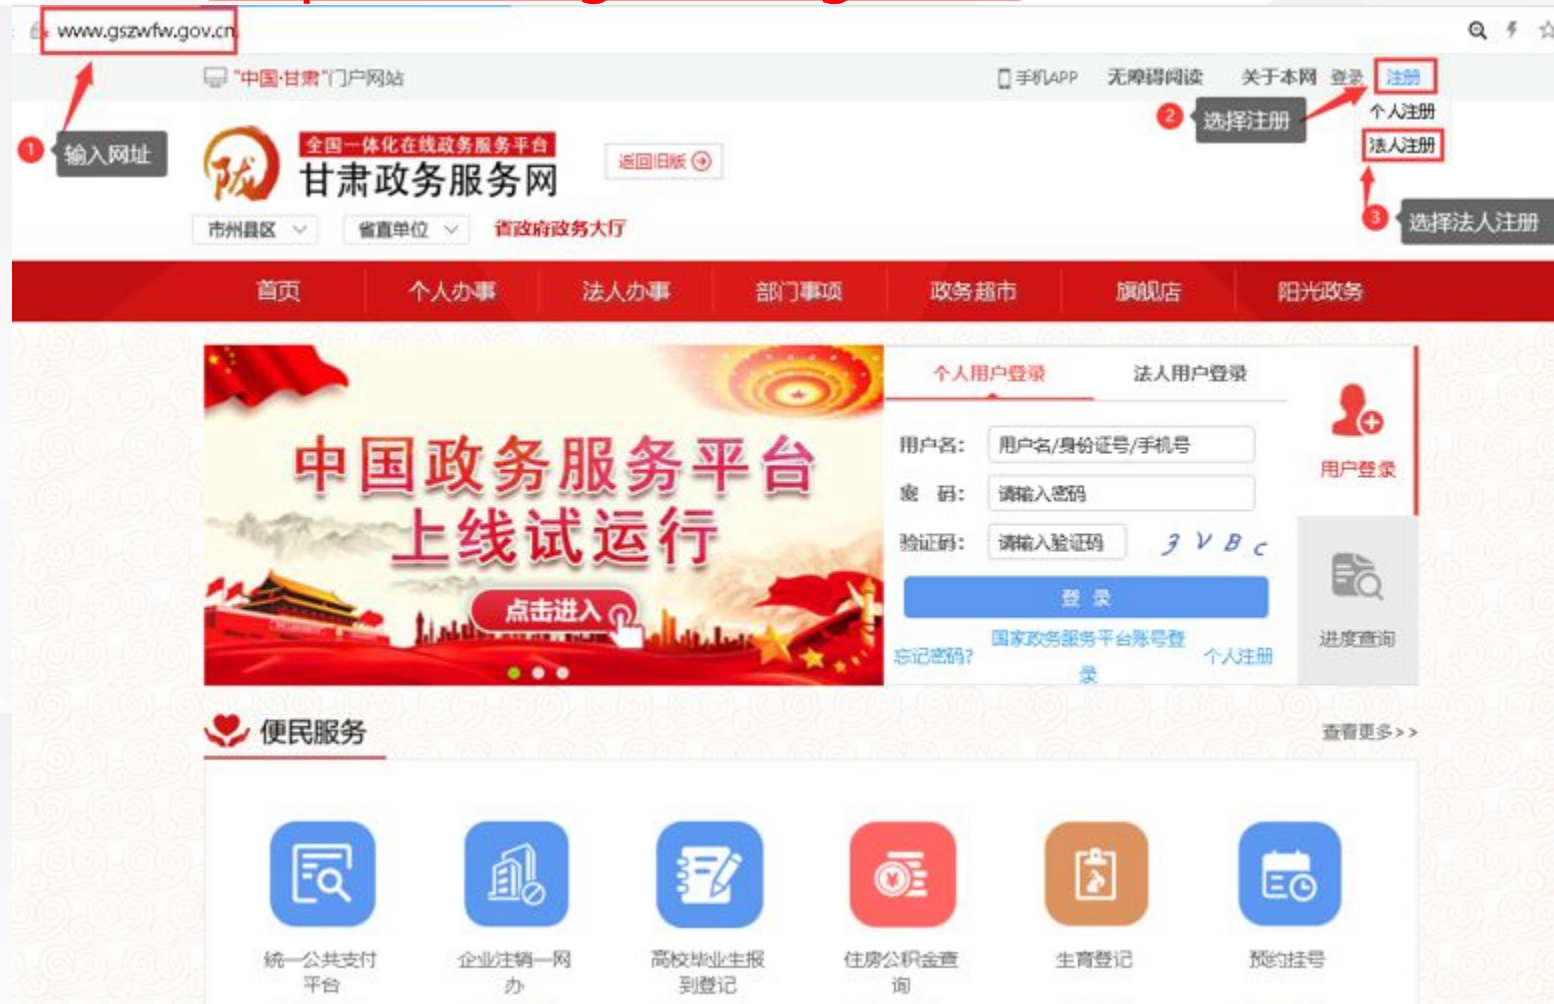 www.gszwfw.gov.cn
"中国·甘肃"门户网站
手机APP 无障碍阅读 关于本网 登录 注册
个人注册
法人注册
1 输入网址
2 选择注册
3 选择法人注册
陇
全国一体化在线政务服务平台
甘肃政务服务网
返回旧版
市州县区 省直单位 省政府政务大厅
首页 个人办事 法人办事 部门事项 政务超市 旗舰店 阳光政务
中国政务服务平台
上线试运行
点击进入
个人用户登录 法人用户登录
用户名： 用户名/身份证号/手机号
密 码： 请输入密码
验证码： 请输入验证码 3 V B c
登 录
忘记密码? 国家政务服务平台账号登录 个人注册
用户登录
进度查询
便民服务
查看更多>>
统一公共支付平台
企业注销一网办
高校毕业生报到登记
住房公积金查询
生育登记
预约挂号